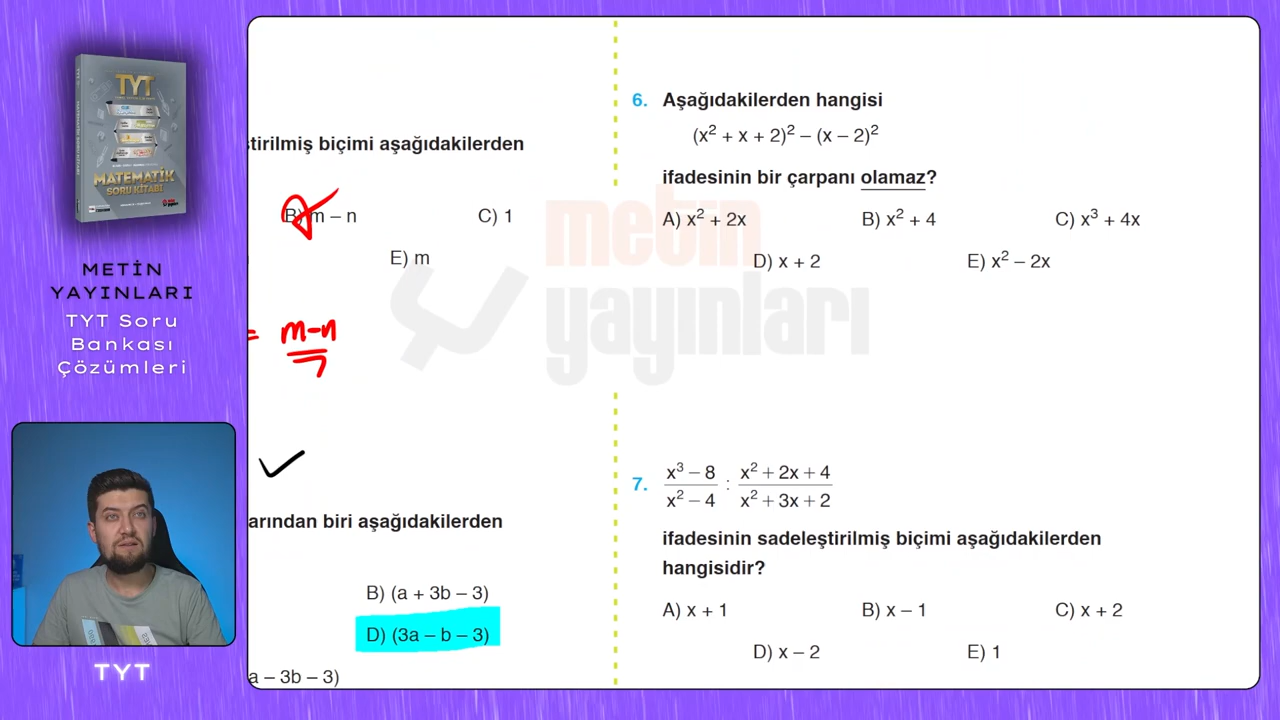 TYT
MATEMATİK
SORU KİTABI
METİN
YAYINLARI
TYT Soru
Bankası
Çözümleri
TYT
tirilmiş biçimi aşağıdakilerden
B) m – n
C) 1
E) m
= m-n
arından biri aşağıdakilerden
B) (a + 3b – 3)
D) (3a – b – 3)
a – 3b – 3)
metin
yayınları
6. Aşağıdakilerden hangisi
(x² + x + 2)² – (x – 2)²
ifadesinin bir çarpanı olamaz?
A) x² + 2x
B) x² + 4
C) x³ + 4x
D) x + 2
E) x² – 2x
7. x³ – 8 / x² – 4 : x² + 2x + 4 / x² + 3x + 2
ifadesinin sadeleştirilmiş biçimi aşağıdakilerden
hangisidir?
A) x + 1
B) x – 1
C) x + 2
D) x – 2
E) 1